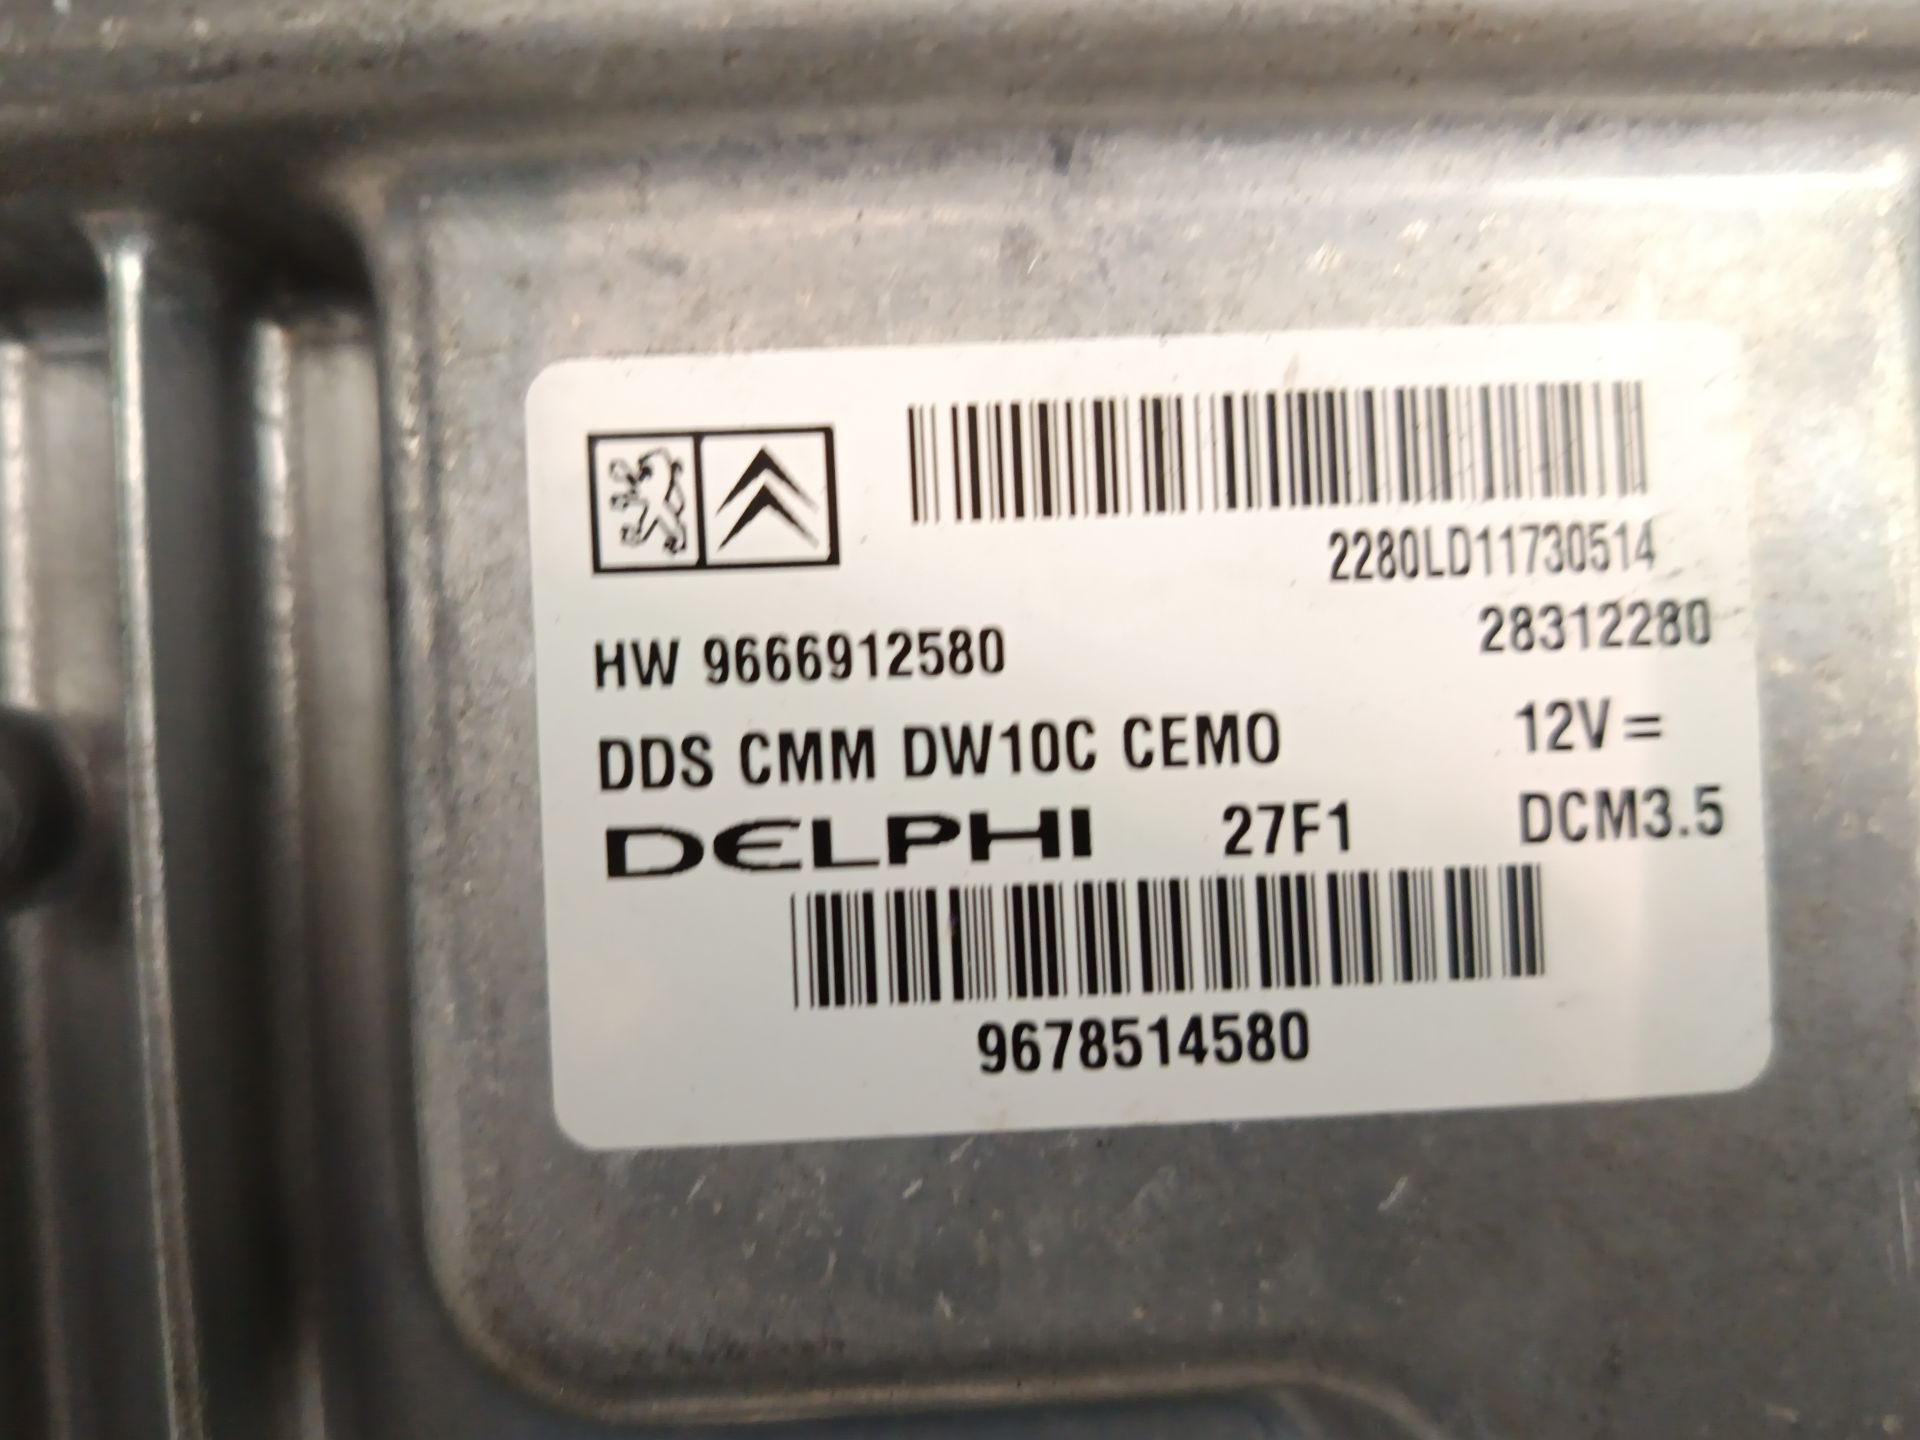 2280LD11730514
28312280
HW 9666912580
DDS CMM DW10C CEMO 12V=
DELPHI 27F1 DCM3.5
9678514580